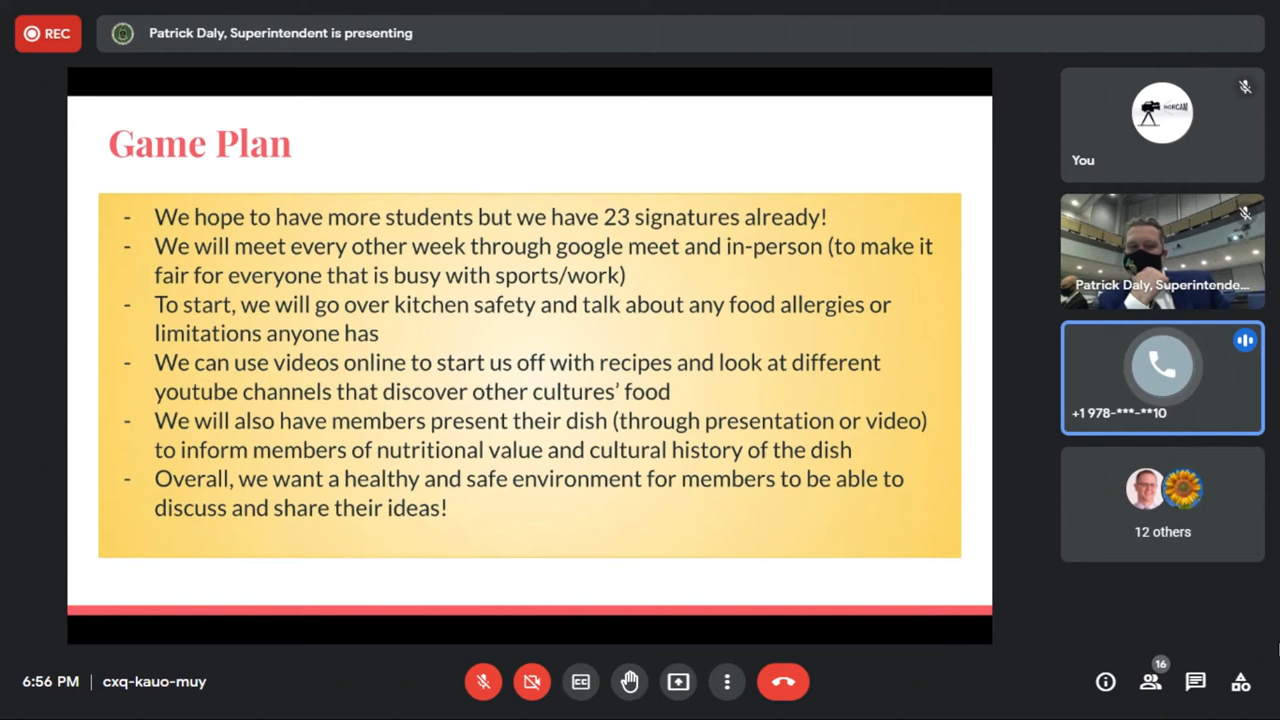 REC
Patrick Daly, Superintendent is presenting
Game Plan
- We hope to have more students but we have 23 signatures already!
- We will meet every other week through google meet and in-person (to make it
fair for everyone that is busy with sports/work)
- To start, we will go over kitchen safety and talk about any food allergies or
limitations anyone has
- We can use videos online to start us off with recipes and look at different
youtube channels that discover other cultures’ food
- We will also have members present their dish (through presentation or video)
to inform members of nutritional value and cultural history of the dish
- Overall, we want a healthy and safe environment for members to be able to
discuss and share their ideas!
NORCAM
You
Patrick Daly, Superintende...
+1 978-***-**10
12 others
6:56 PM | cxq-kauo-muy
CC
16